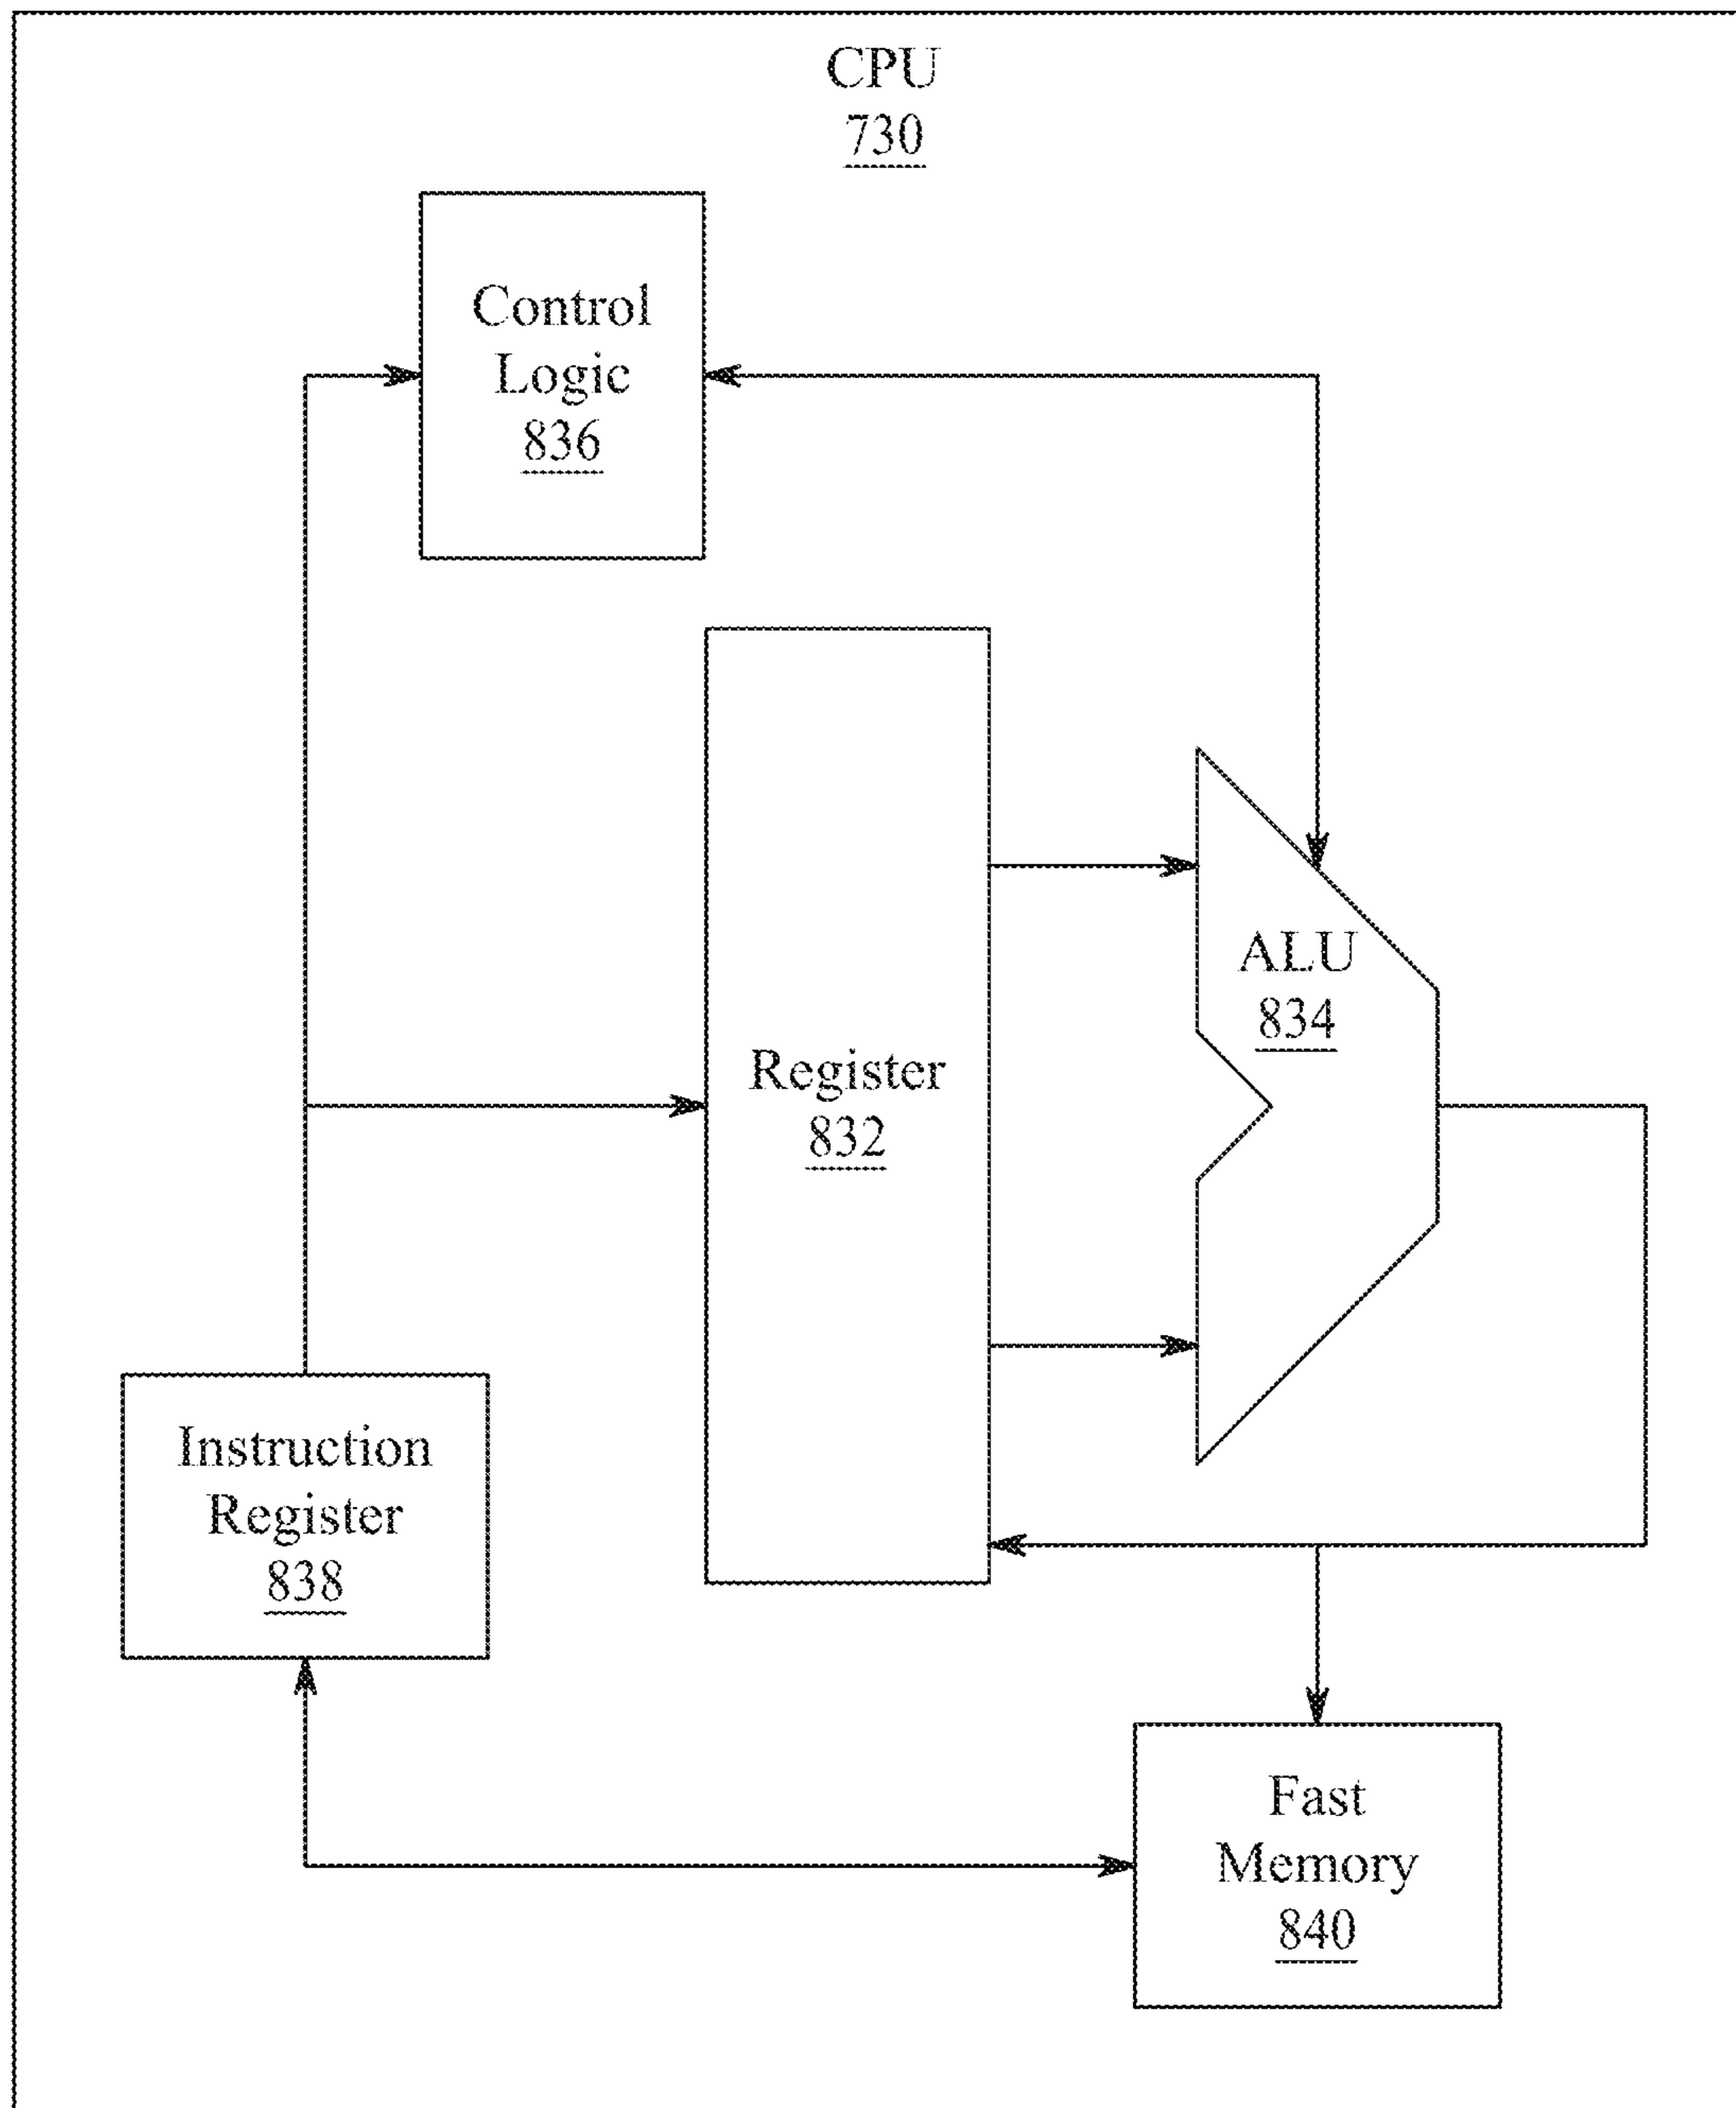 CPU
730
Control
Logic
836
ALU
834
Register
832
Instruction
Register
838
Fast
Memory
840